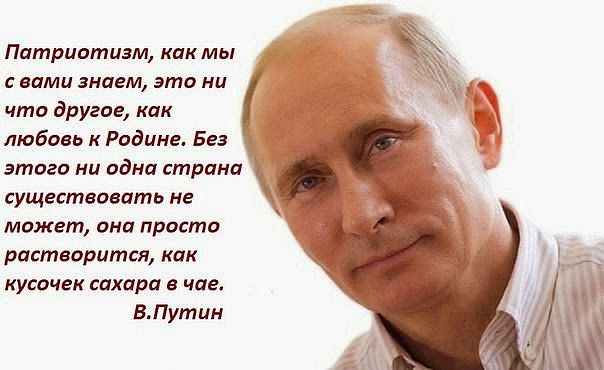 Патриотизм, как мы
с вами знаем, это ни
что другое, как
любовь к Родине. Без
этого ни одна страна
существовать не
может, она просто
растворится, как
кусочек сахара в чае.
В.Путин